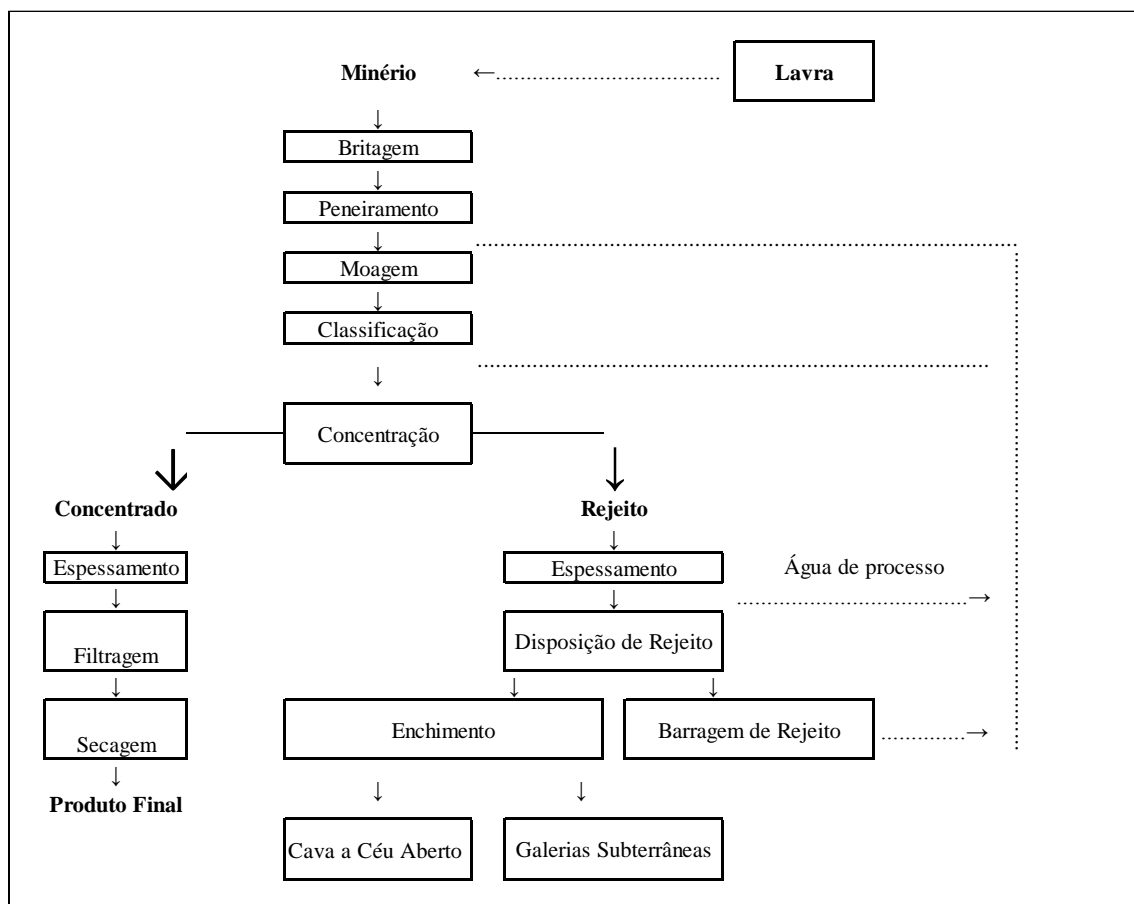 Minério
Lavra
Britagem
Peneiramento
Moagem
Classificação
Concentração
Concentrado
Rejeito
Espessamento
Espessamento
Água de processo
Filtragem
Disposição de Rejeito
Secagem
Enchimento
Barragem de Rejeito
Produto Final
Cava a Céu Aberto
Galerias Subterrâneas